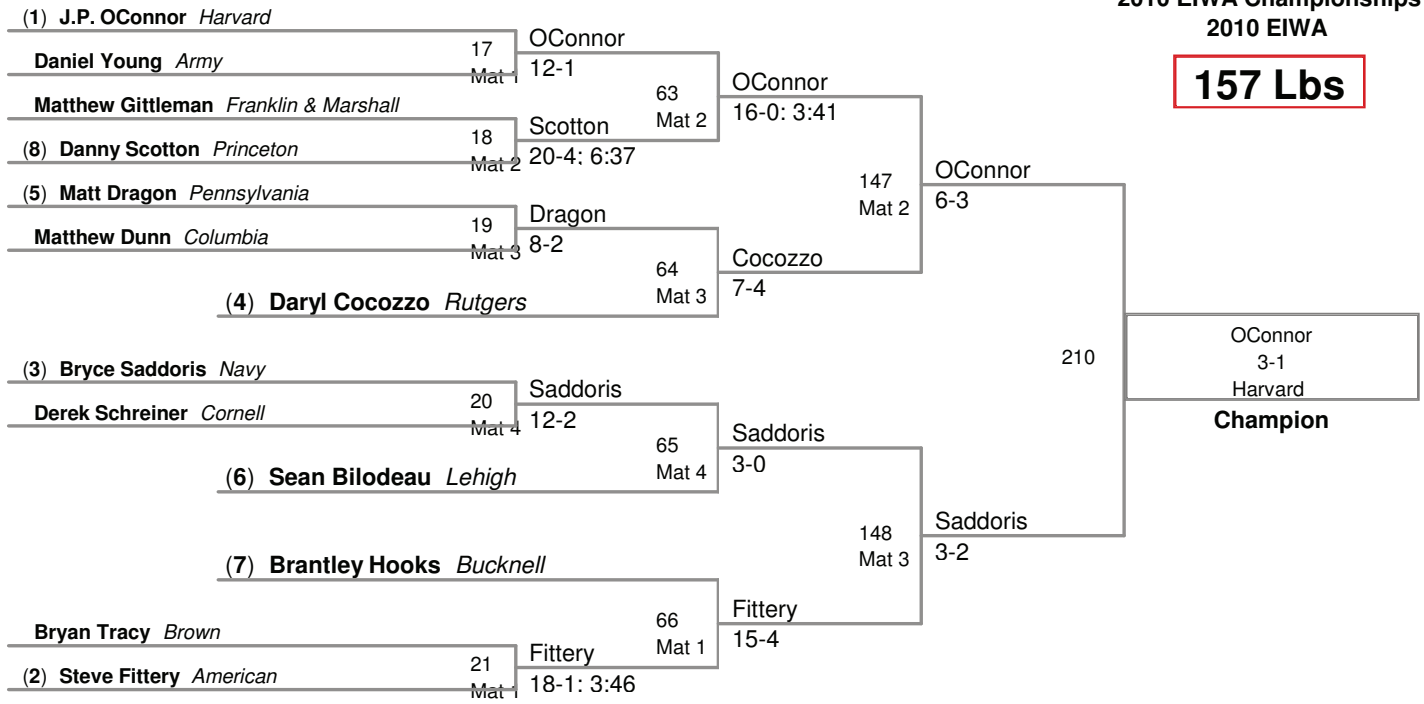 2010 EIWA Championships
2010 EIWA
157 Lbs
(1) J.P. OConnor Harvard
Daniel Young Army
17
Mat 1
OConnor
12-1
Matthew Gittleman Franklin & Marshall
(8) Danny Scotton Princeton
18
Mat 2
Scotton
20-4; 6:37
63
Mat 2
OConnor
16-0: 3:41
(5) Matt Dragon Pennsylvania
Matthew Dunn Columbia
19
Mat 3
Dragon
8-2
(4) Daryl Cocozzo Rutgers
64
Mat 3
Cocozzo
7-4
147
Mat 2
OConnor
6-3
(3) Bryce Saddoris Navy
Derek Schreiner Cornell
20
Mat 4
Saddoris
12-2
(6) Sean Bilodeau Lehigh
65
Mat 4
Saddoris
3-0
(7) Brantley Hooks Bucknell
Bryan Tracy Brown
(2) Steve Fittery American
21
Mat 1
Fittery
18-1: 3:46
66
Mat 1
Fittery
15-4
148
Mat 3
Saddoris
3-2
210
OConnor
3-1
Harvard
Champion